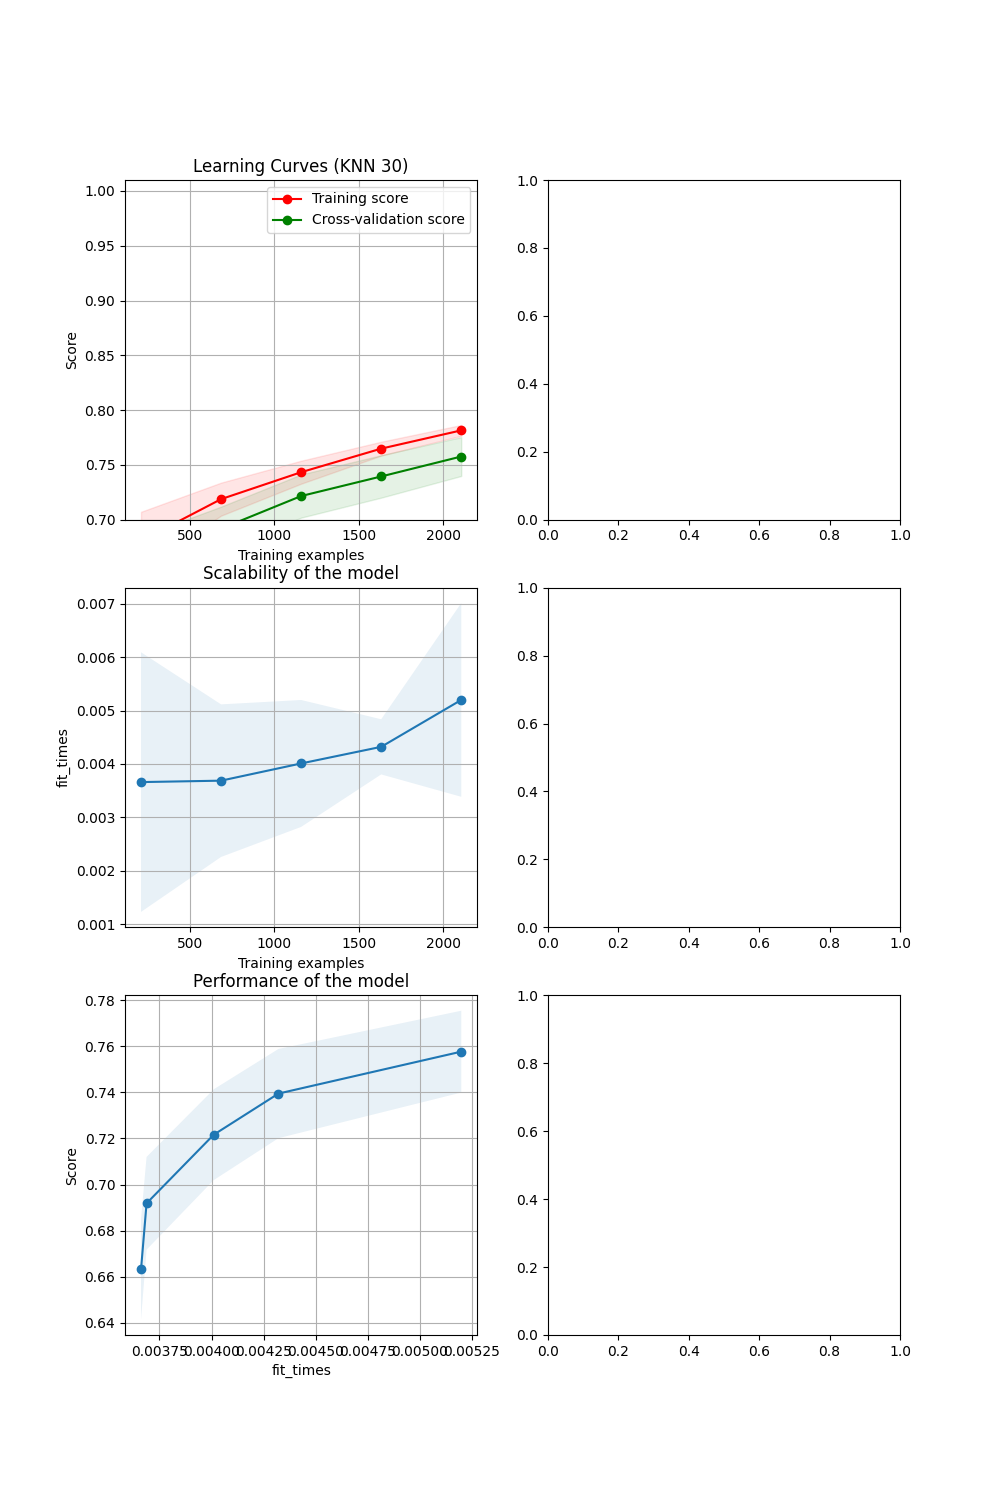 Learning Curves (KNN 30)
1.00
0.95
0.90
0.85
0.80
0.75
0.70
Score
Training score
Cross-validation score
500 1000 1500 2000
Training examples
1.0
0.8
0.6
0.4
0.2
0.0
0.0 0.2 0.4 0.6 0.8 1.0
Scalability of the model
0.007
0.006
0.005
0.004
0.003
0.002
0.001
fit_times
500 1000 1500 2000
Training examples
1.0
0.8
0.6
0.4
0.2
0.0
0.0 0.2 0.4 0.6 0.8 1.0
Performance of the model
0.78
0.76
0.74
0.72
0.70
0.68
0.66
0.64
Score
0.00375 0.00400 0.00425 0.00450 0.00475 0.00500 0.00525
fit_times
1.0
0.8
0.6
0.4
0.2
0.0
0.0 0.2 0.4 0.6 0.8 1.0